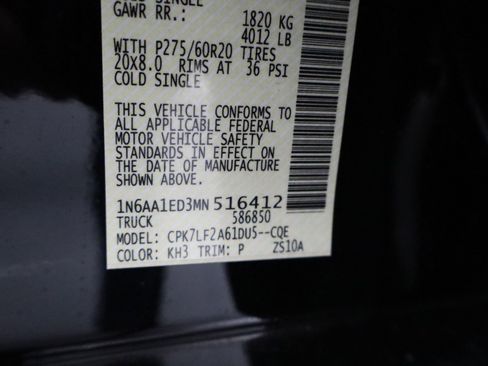 GAWR RR.: 1820 KG
4012 LB
WITH P275/60R20 TIRES
20X8.0 RIMS AT 36 PSI
COLD SINGLE
THIS VEHICLE CONFORMS TO
ALL APPLICABLE FEDERAL
MOTOR VEHICLE SAFETY
STANDARDS IN EFFECT ON
THE DATE OF MANUFACTURE
SHOWN ABOVE.
1N6AA1ED3MN 516412
TRUCK 586850
MODEL: CPK7LF2A61DU5--CQE
COLOR: KH3 TRIM: P ZS10A